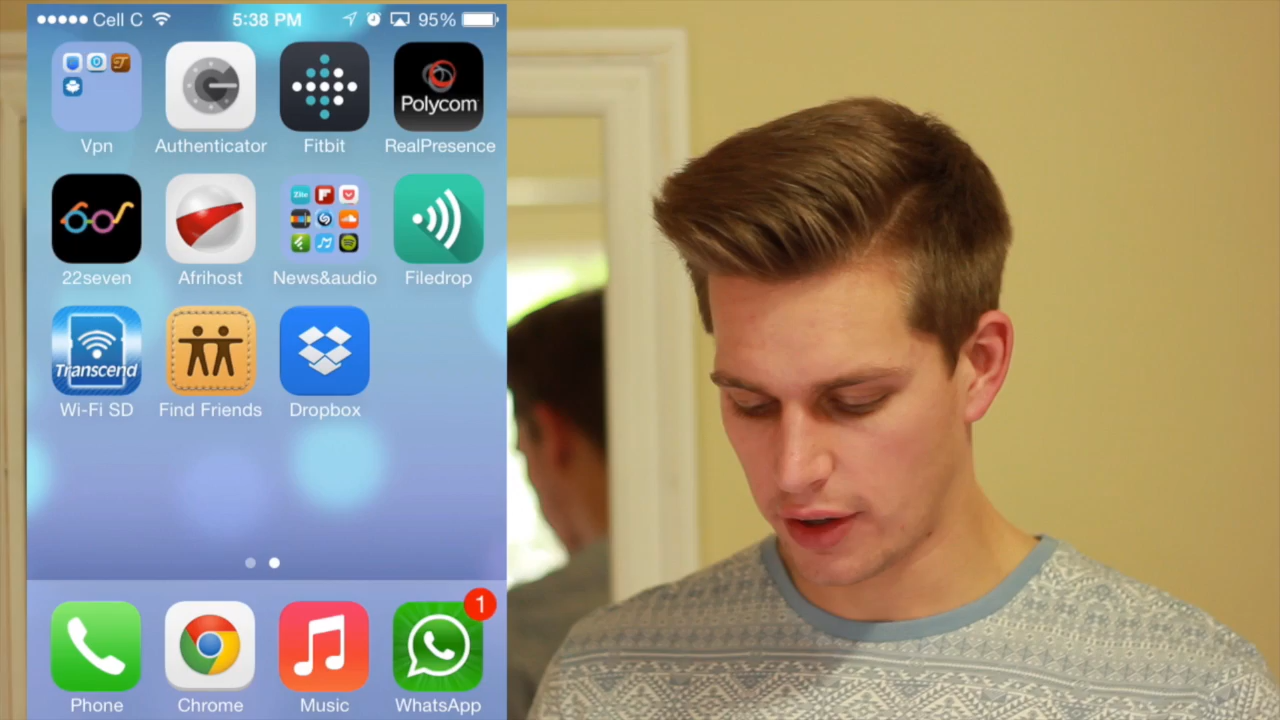 Cell C 5:38 PM 95%
Polycom
Vpn Authenticator Fitbit RealPresence
Zite
22seven Afrihost News&audio Filedrop
Transcend
Wi-Fi SD Find Friends Dropbox
1
Phone Chrome Music WhatsApp